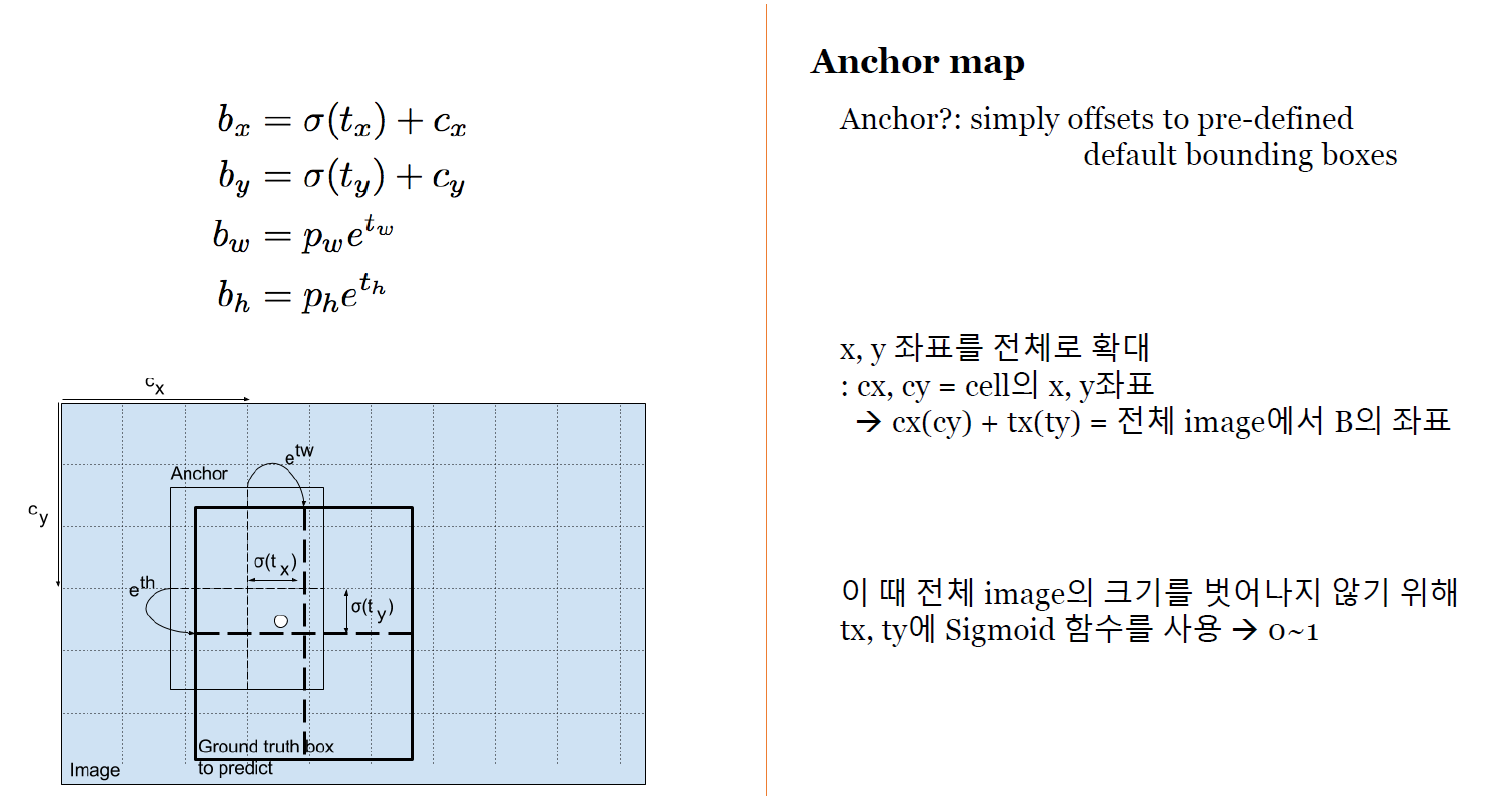 b_x = σ(t_x) + c_x
b_y = σ(t_y) + c_y
b_w = p_w e^{t_w}
b_h = p_h e^{t_h}
c_x
c_y
Anchor
e^{tw}
e^{th}
σ(t_x)
σ(t_y)
Ground truth box
to predict
Image
Anchor map
Anchor?: simply offsets to pre-defined
default bounding boxes
x, y 좌표를 전체로 확대
: cx, cy = cell의 x, y좌표
→ cx(cy) + tx(ty) = 전체 image에서 B의 좌표
이 때 전체 image의 크기를 벗어나지 않기 위해
tx, ty에 Sigmoid 함수를 사용 → 0~1